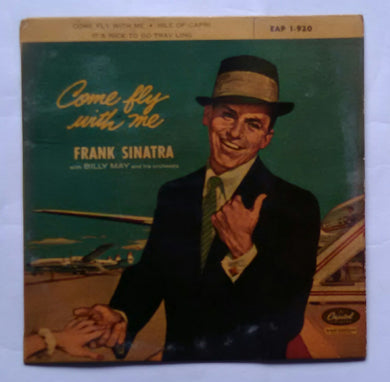 COME FLY WITH ME • ISLE OF CAPRI
IT'S NICE TO GO TRAV'LING
EAP 1-920
Come fly
with me
FRANK SINATRA
with BILLY MAY and his orchestra
Capitol